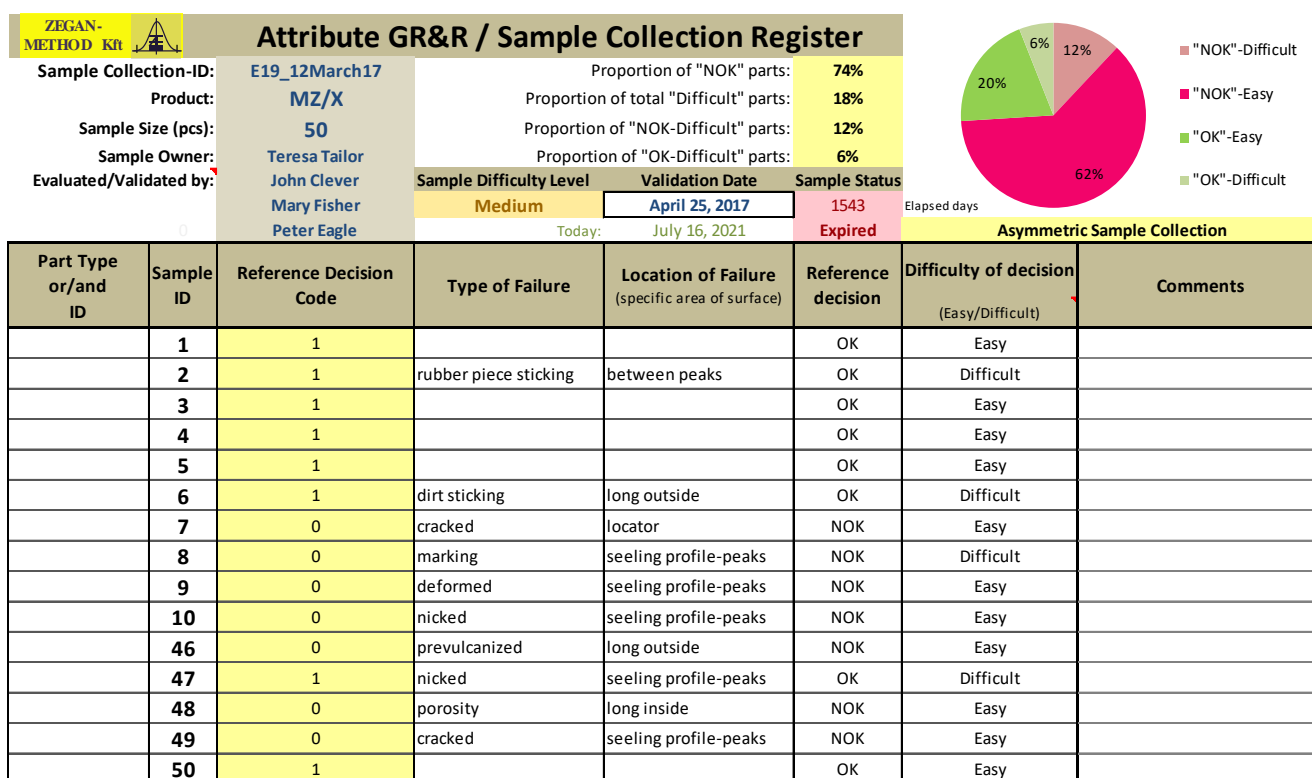 ZEGAN-
METHOD Kft
Attribute GR&R / Sample Collection Register
Sample Collection-ID: E19_12March17 Proportion of "NOK" parts: 74%
Product: MZ/X Proportion of total "Difficult" parts: 18%
Sample Size (pcs): 50 Proportion of "NOK-Difficult" parts: 12%
Sample Owner: Teresa Tailor Proportion of "OK-Difficult" parts: 6%
Evaluated/Validated by: John Clever Sample Difficulty Level Validation Date Sample Status
Mary Fisher Medium April 25, 2017 1543 Elapsed days
0 Peter Eagle Today: July 16, 2021 Expired Asymmetric Sample Collection
6%
12%
20%
62%
"NOK"-Difficult
"NOK"-Easy
"OK"-Easy
"OK"-Difficult
Part Type or/and ID Sample ID Reference Decision Code Type of Failure Location of Failure (specific area of surface) Reference decision Difficulty of decision (Easy/Difficult) Comments
1 1 OK Easy
2 1 rubber piece sticking between peaks OK Difficult
3 1 OK Easy
4 1 OK Easy
5 1 OK Easy
6 1 dirt sticking long outside OK Difficult
7 0 cracked locator NOK Easy
8 0 marking seeling profile-peaks NOK Difficult
9 0 deformed seeling profile-peaks NOK Easy
10 0 nicked seeling profile-peaks NOK Easy
46 0 prevulcanized long outside NOK Easy
47 1 nicked seeling profile-peaks OK Difficult
48 0 porosity long inside NOK Easy
49 0 cracked seeling profile-peaks NOK Easy
50 1 OK Easy